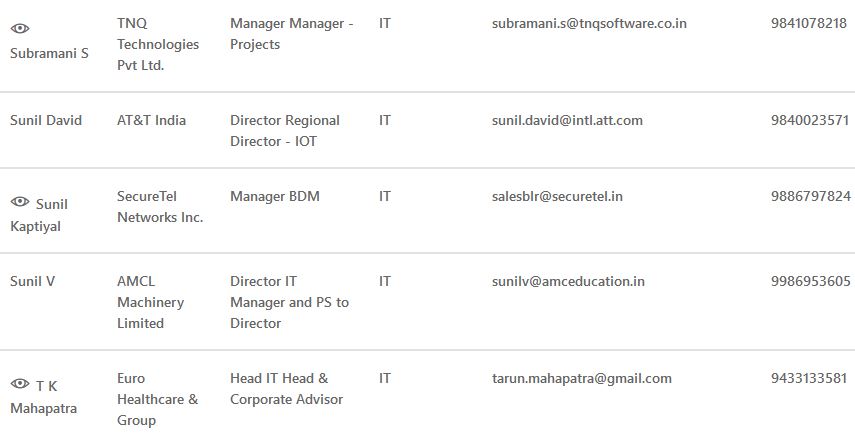 Subramani S TNQ Technologies Pvt Ltd. Manager Manager - Projects IT subramani.s@tnqsoftware.co.in 9841078218
Sunil David AT&T India Director Regional Director - IOT IT sunil.david@intl.att.com 9840023571
Sunil Kaptiyal SecureTel Networks Inc. Manager BDM IT salesblr@securetel.in 9886797824
Sunil V AMCL Machinery Limited Director IT Manager and PS to Director IT sunilv@amceducation.in 9986953605
T K Mahapatra Euro Healthcare & Group Head IT Head & Corporate Advisor IT tarun.mahapatra@gmail.com 9433133581